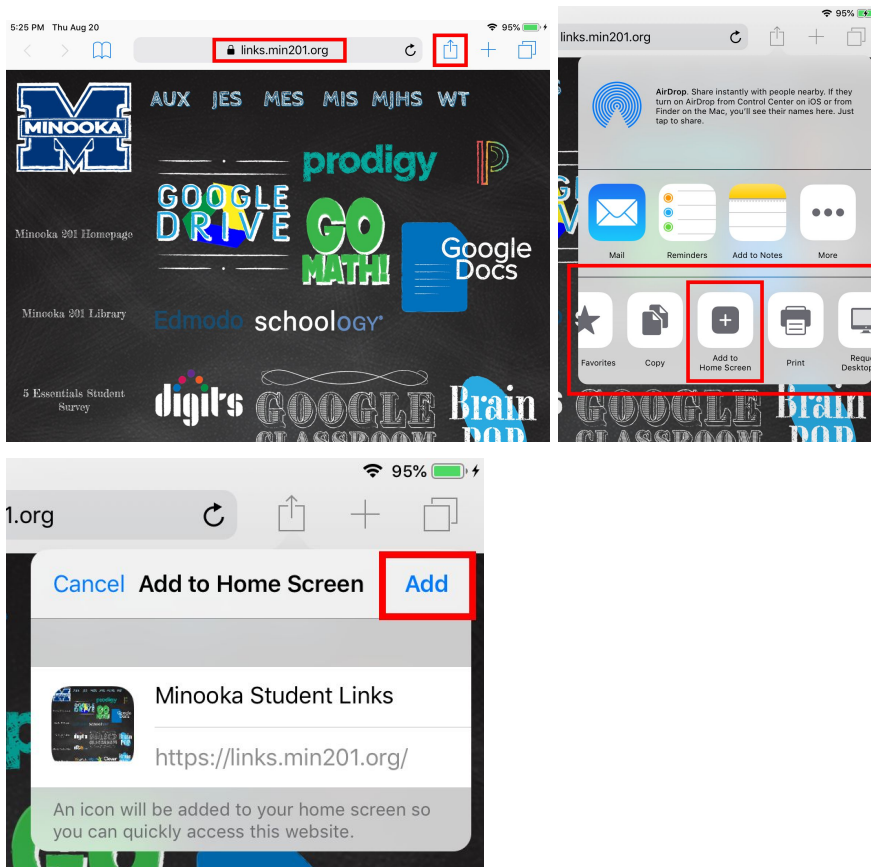 5:25 PM Thu Aug 20
95%
links.min201.org
MINOOKA
AUX JES MES MIS MJHS WT
prodigy
GOOGLE
DRIVE
GO
MATH!
Google
Docs
Minooka 201 Homepage
Minooka 201 Library
Edmodo
schoology
5 Essentials Student
Survey
digits
GOOGLE
CLASSROOM
Brain
POP
95%
links.min201.org
AirDrop. Share instantly with people nearby. If they
turn on AirDrop from Control Center on iOS or from
Finder on the Mac, you'll see their names here. Just
tap to share.
Mail
Reminders
Add to Notes
More
Favorites
Copy
Add to
Home Screen
Print
Reque
Desktop
GOOGLE
CLASSROOM
Brain
POP
95%
1.org
Cancel Add to Home Screen Add
Minooka Student Links
https://links.min201.org/
An icon will be added to your home screen so
you can quickly access this website.